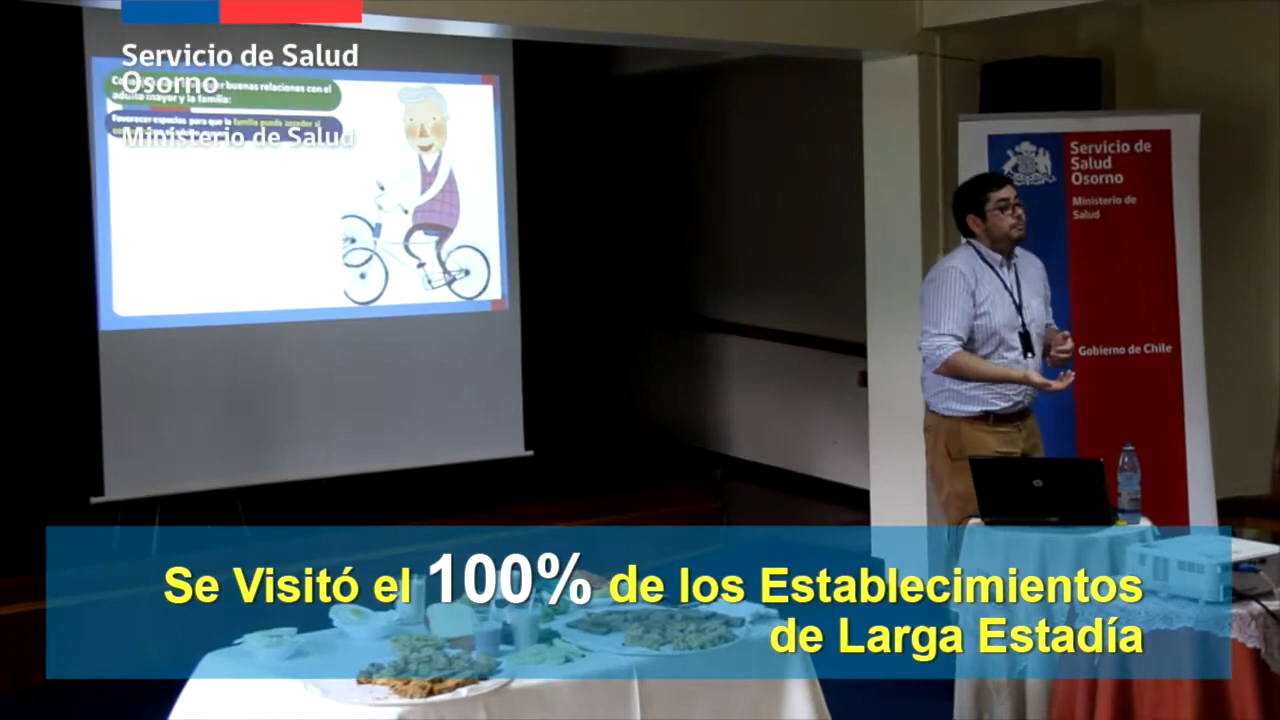 Servicio de Salud
Osorno
Ministerio de Salud
buenas relaciones con el
adulto mayor y la familia:
Favorecer espacios para que la familia pueda acceder al
Servicio de
Salud
Osorno
Ministerio de
Salud
Gobierno de Chile
hp
Se Visitó el 100% de los Establecimientos
de Larga Estadía